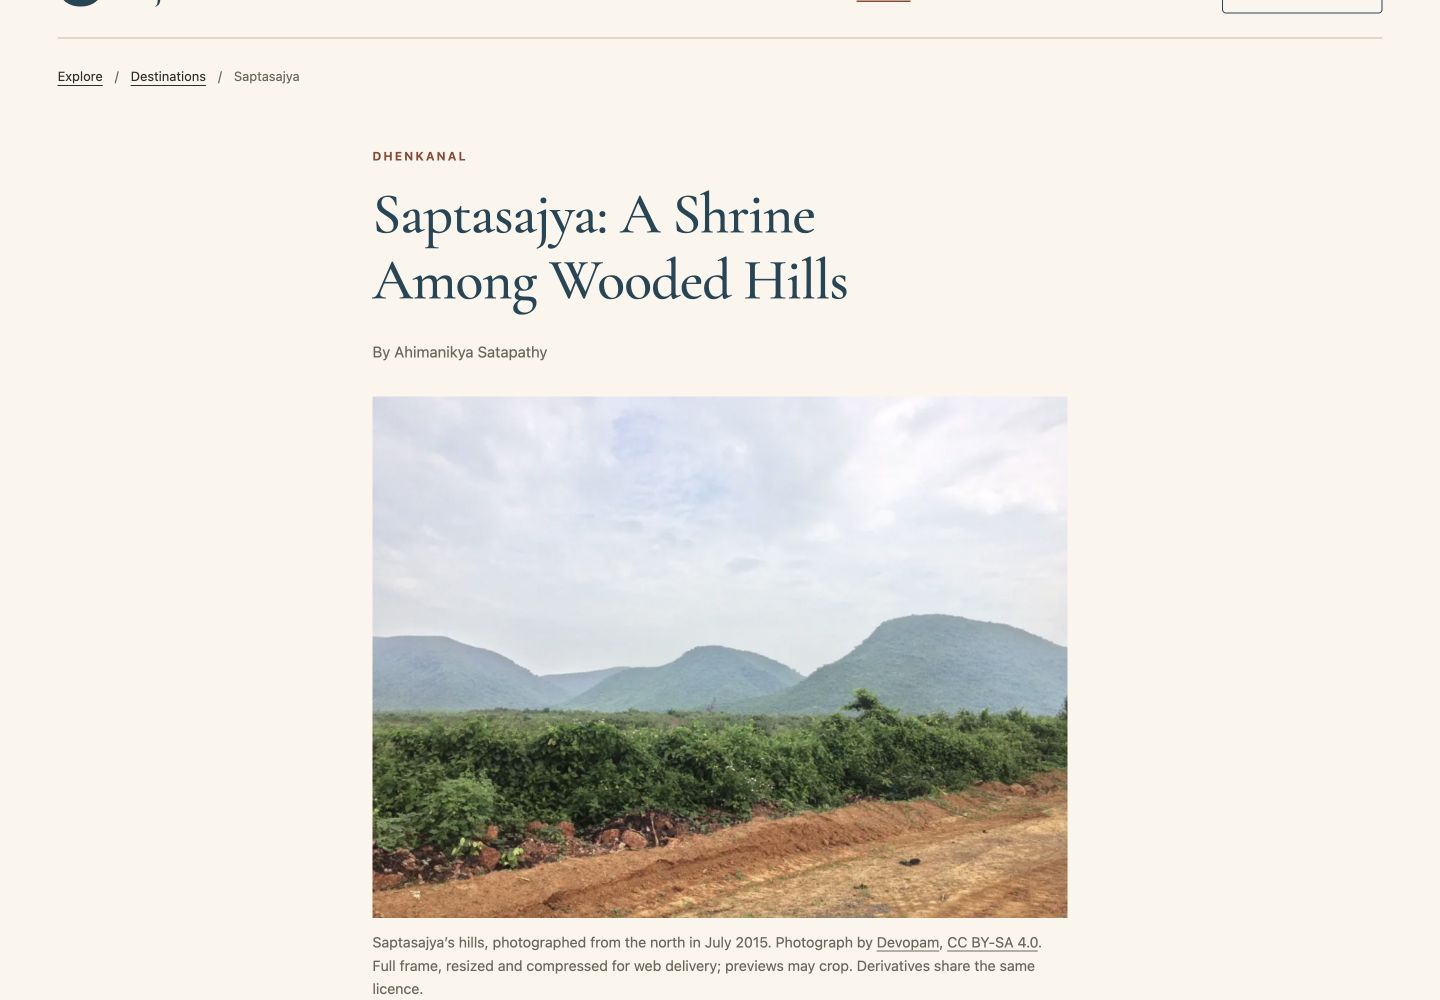 Explore / Destinations / Saptasajya
DHENKANAL
Saptasajya: A Shrine
Among Wooded Hills
By Ahimanikya Satapathy
Saptasajya’s hills, photographed from the north in July 2015. Photograph by Devopam, CC BY-SA 4.0.
Full frame, resized and compressed for web delivery; previews may crop. Derivatives share the same
licence.